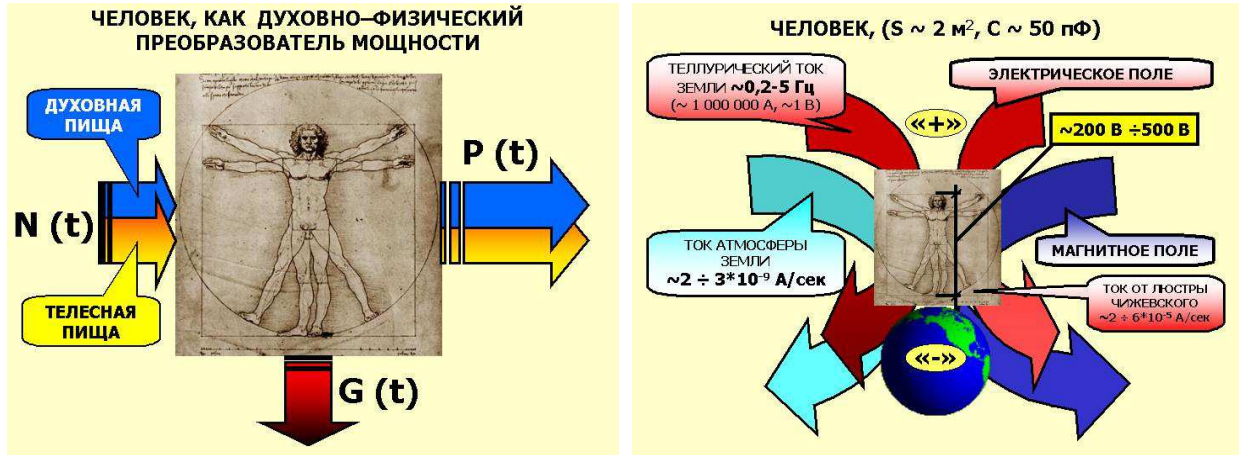 ЧЕЛОВЕК, КАК ДУХОВНО–ФИЗИЧЕСКИЙ
ПРЕОБРАЗОВАТЕЛЬ МОЩНОСТИ
ДУХОВНАЯ
ПИЩА
P (t)
N (t)
ТЕЛЕСНАЯ
ПИЩА
G (t)
ЧЕЛОВЕК, (S ~ 2 м², C ~ 50 пФ)
ТЕЛЛУРИЧЕСКИЙ ТОК
ЗЕМЛИ ~0,2-5 Гц
(~ 1 000 000 А, ~1 В)
ЭЛЕКТРИЧЕСКОЕ ПОЛЕ
«+»
~200 В ÷500 В
ТОК АТМОСФЕРЫ
ЗЕМЛИ
~2 ÷ 3*10⁻⁹ А/сек
МАГНИТНОЕ ПОЛЕ
ТОК ОТ ЛЮСТРЫ
ЧИЖЕВСКОГО
~2 ÷ 6*10⁻⁵ А/сек
«-»